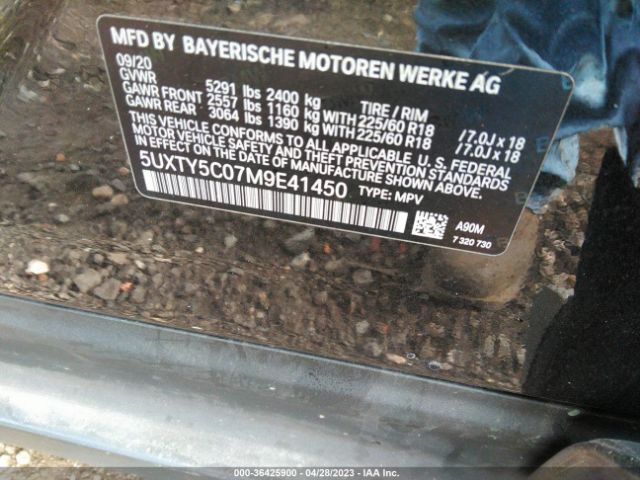 MFD BY BAYERISCHE MOTOREN WERKE AG
09/20
GVWR 5291 lbs 2400 kg TIRE / RIM
GAWR FRONT 2557 lbs 1160 kg WITH 225/60 R18 /7.0J x 18
GAWR REAR 3064 lbs 1390 kg WITH 225/60 R18 /7.0J x 18
THIS VEHICLE CONFORMS TO ALL APPLICABLE U.S. FEDERAL
MOTOR VEHICLE SAFETY AND THEFT PREVENTION STANDARDS
IN EFFECT ON THE DATE OF MANUFACTURE SHOWN ABOVE.
5UXTY5C07M9E41450 TYPE: MPV
A90M
7 320 730
000-36425900 - 04/28/2023 - IAA Inc.